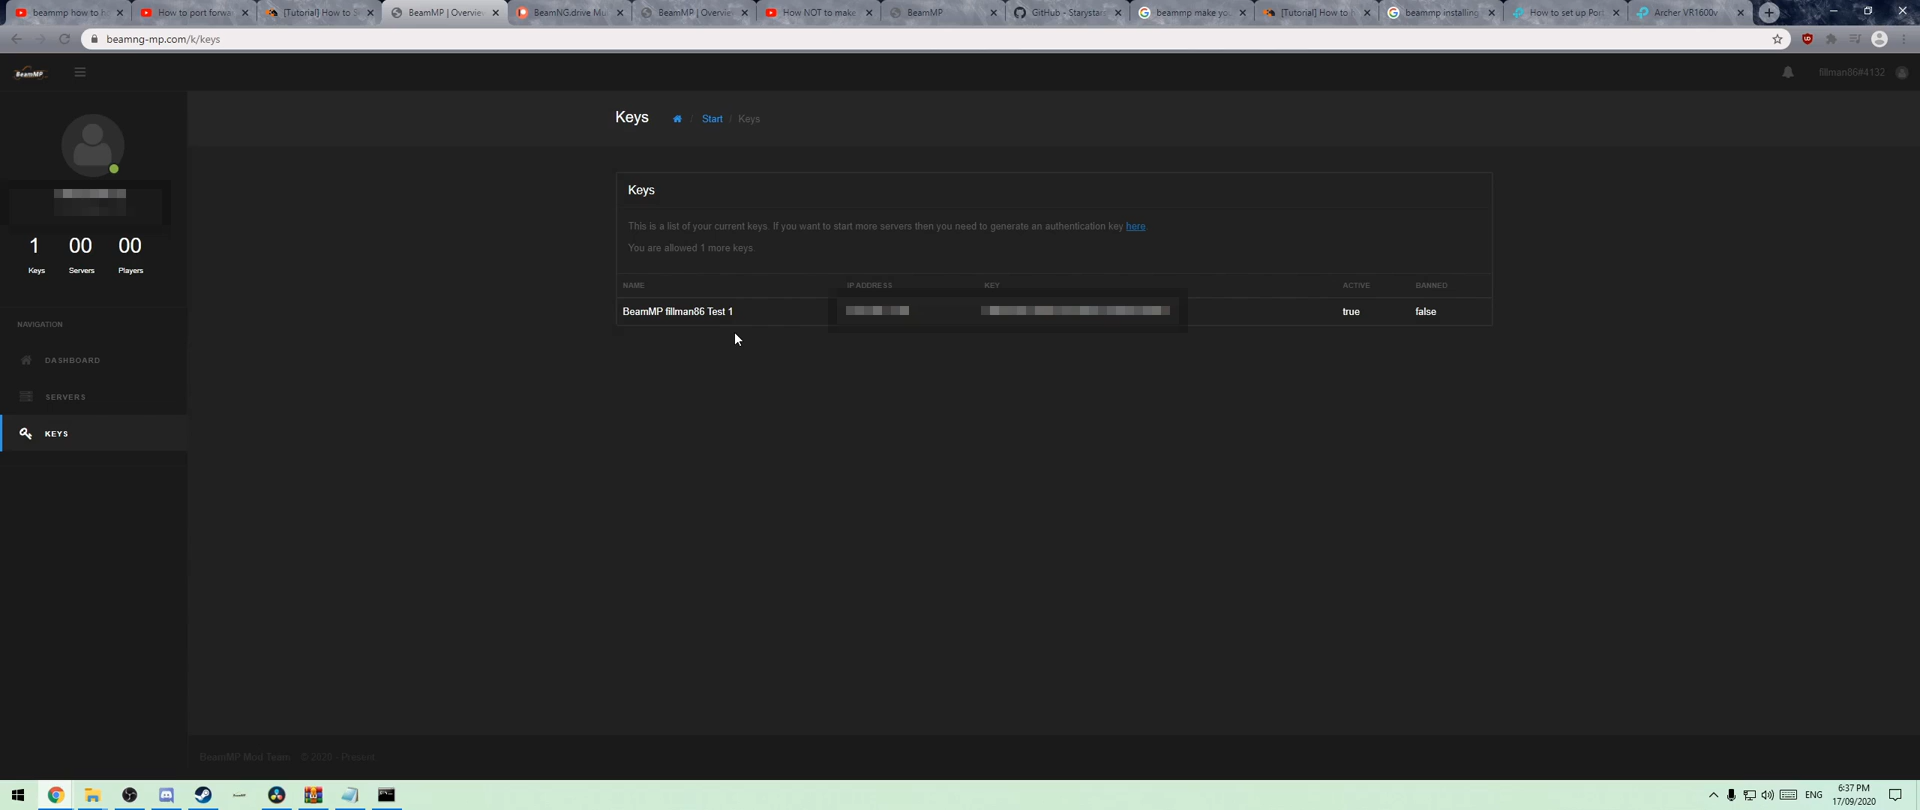 beammp how to h
How to port forwa
[Tutorial] How to S
BeamMP | Overvie
BeamNG.drive Mu
BeamMP | Overvie
How NOT to make
BeamMP
GitHub - Starystars
beammp make you
[Tutorial] How to
beammp installing
How to set up Port
Archer VR1600v
beamng-mp.com/k/keys
BeamMP
fillman86#4132
Keys
Start / Keys
1 00 00
Keys Servers Players
NAVIGATION
DASHBOARD
SERVERS
KEYS
Keys
This is a list of your current keys. If you want to start more servers then you need to generate an authentication key here.
You are allowed 1 more keys.
NAME IP ADDRESS KEY ACTIVE BANNED
BeamMP fillman86 Test 1 true false
BeamMP Mod Team © 2020 - Present
ENG
6:37 PM
17/09/2020